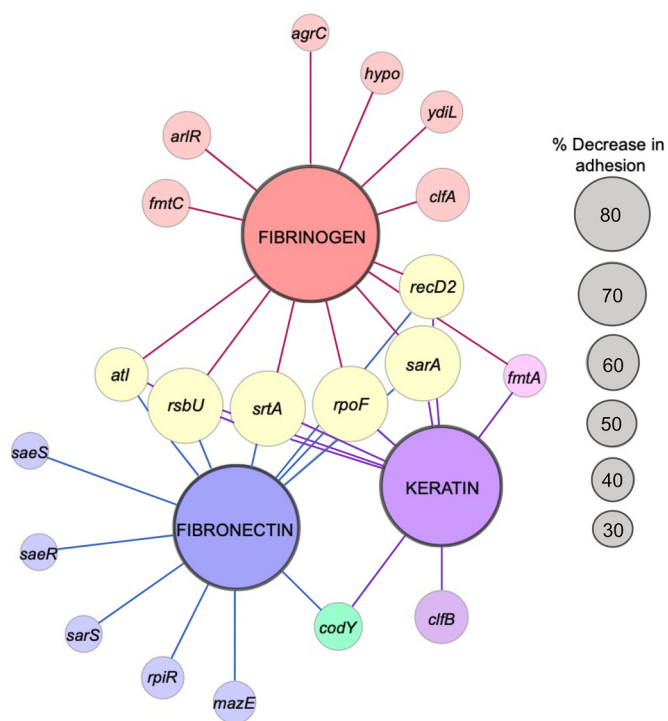 agrC
hypo
ydiL
arlR
fmtC
clfA
FIBRINOGEN
recD2
atl
rsbU
srtA
rpoF
sarA
fmtA
saeS
KERATIN
FIBRONECTIN
saeR
sarS
rpiR
mazE
codY
clfB
% Decrease in
adhesion
80
70
60
50
40
30